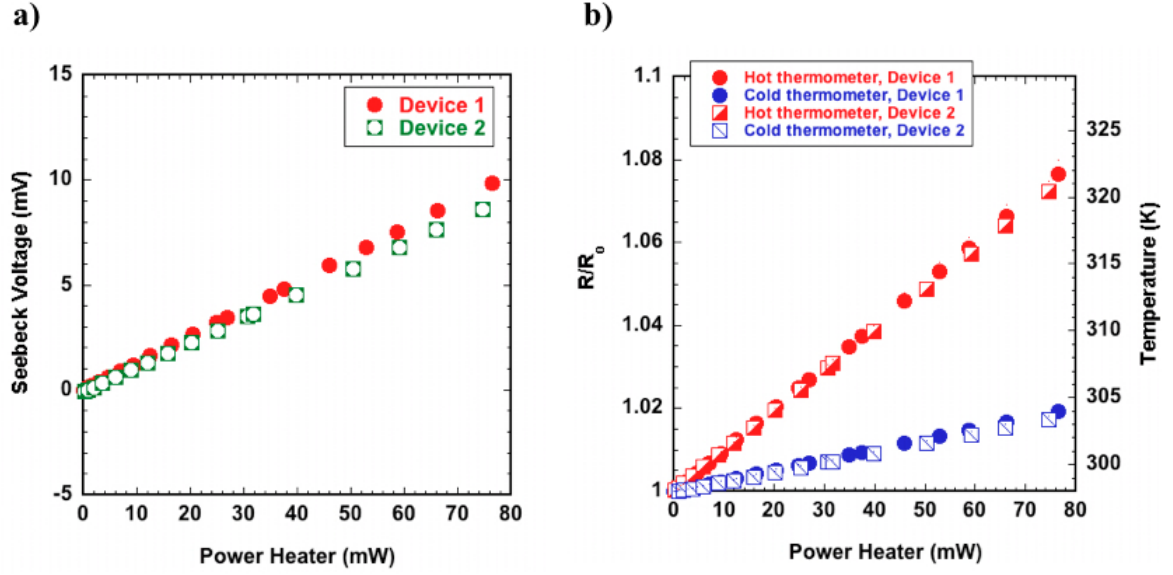 a)
15
10
5
0
-5
Seebeck Voltage (mV)
Device 1
Device 2
0 10 20 30 40 50 60 70 80
Power Heater (mW)
b)
Hot thermometer, Device 1
Cold thermometer, Device 1
Hot thermometer, Device 2
Cold thermometer, Device 2
1.1
1.08
1.06
1.04
1.02
1
R/R₀
325
320
315
310
305
300
Temperature (K)
0 10 20 30 40 50 60 70 80
Power Heater (mW)